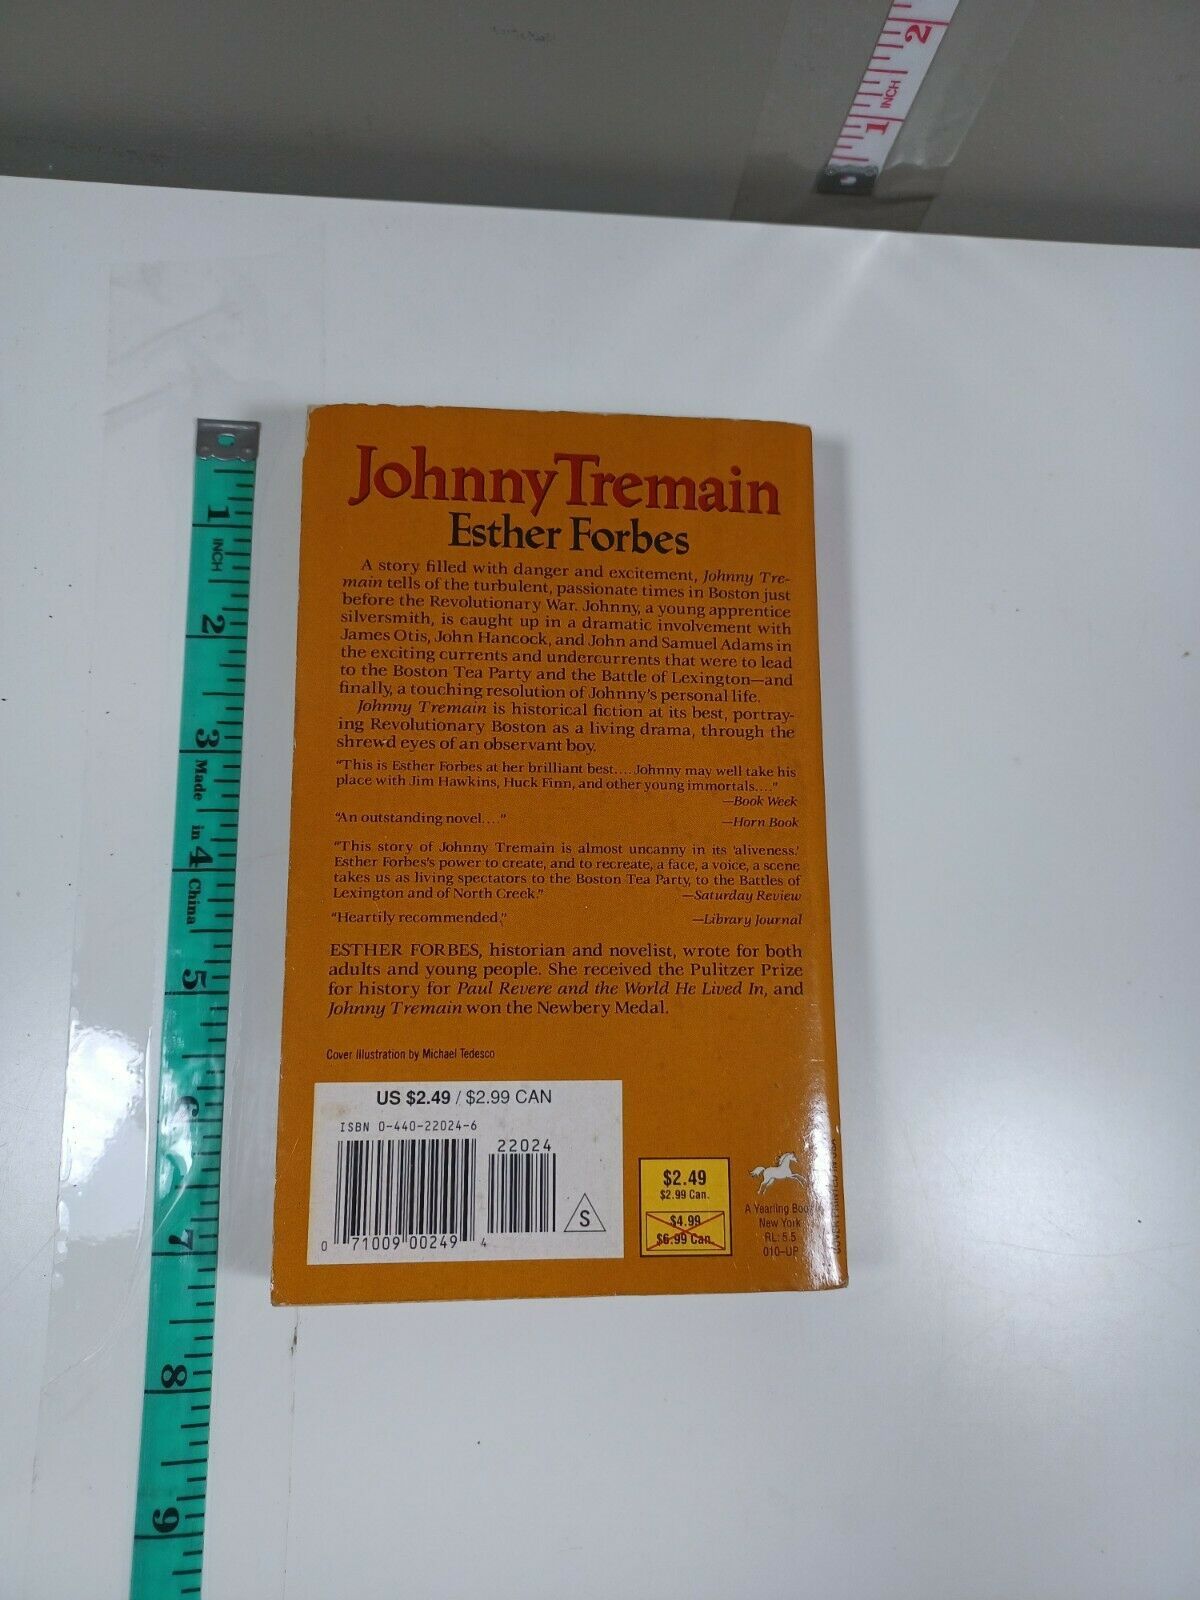 2
INCH
1
Johnny Tremain
Esther Forbes
A story filled with danger and excitement, Johnny Tre-
main tells of the turbulent, passionate times in Boston just
before the Revolutionary War. Johnny, a young apprentice
silversmith, is caught up in a dramatic involvement with
James Otis, John Hancock, and John and Samuel Adams in
the exciting currents and undercurrents that were to lead
to the Boston Tea Party and the Battle of Lexington—and
finally, a touching resolution of Johnny's personal life.
Johnny Tremain is historical fiction at its best, portray-
ing Revolutionary Boston as a living drama, through the
shrewd eyes of an observant boy.
"This is Esther Forbes at her brilliant best....Johnny may well take his
place with Jim Hawkins, Huck Finn, and other young immortals...."
—Book Week
"An outstanding novel...." —Horn Book
"This story of Johnny Tremain is almost uncanny in its 'aliveness.'
Esther Forbes's power to create, and to recreate, a face, a voice, a scene
takes us as living spectators to the Boston Tea Party, to the Battles of
Lexington and of North Creek." —Saturday Review
"Heartily recommended." —Library Journal
ESTHER FORBES, historian and novelist, wrote for both
adults and young people. She received the Pulitzer Prize
for history for Paul Revere and the World He Lived In, and
Johnny Tremain won the Newbery Medal.
Cover Illustration by Michael Tedesco
US $2.49 / $2.99 CAN
ISBN 0-440-22024-6
22024
0 71009 00249 4
S
$2.49
$2.99 Can.
$4.99
$6.99 Can.
A Yearling Boo
New York
RL: 5.5
010-UP
1
INCH
2
3
Made in
4
China
5
6
7
8
9